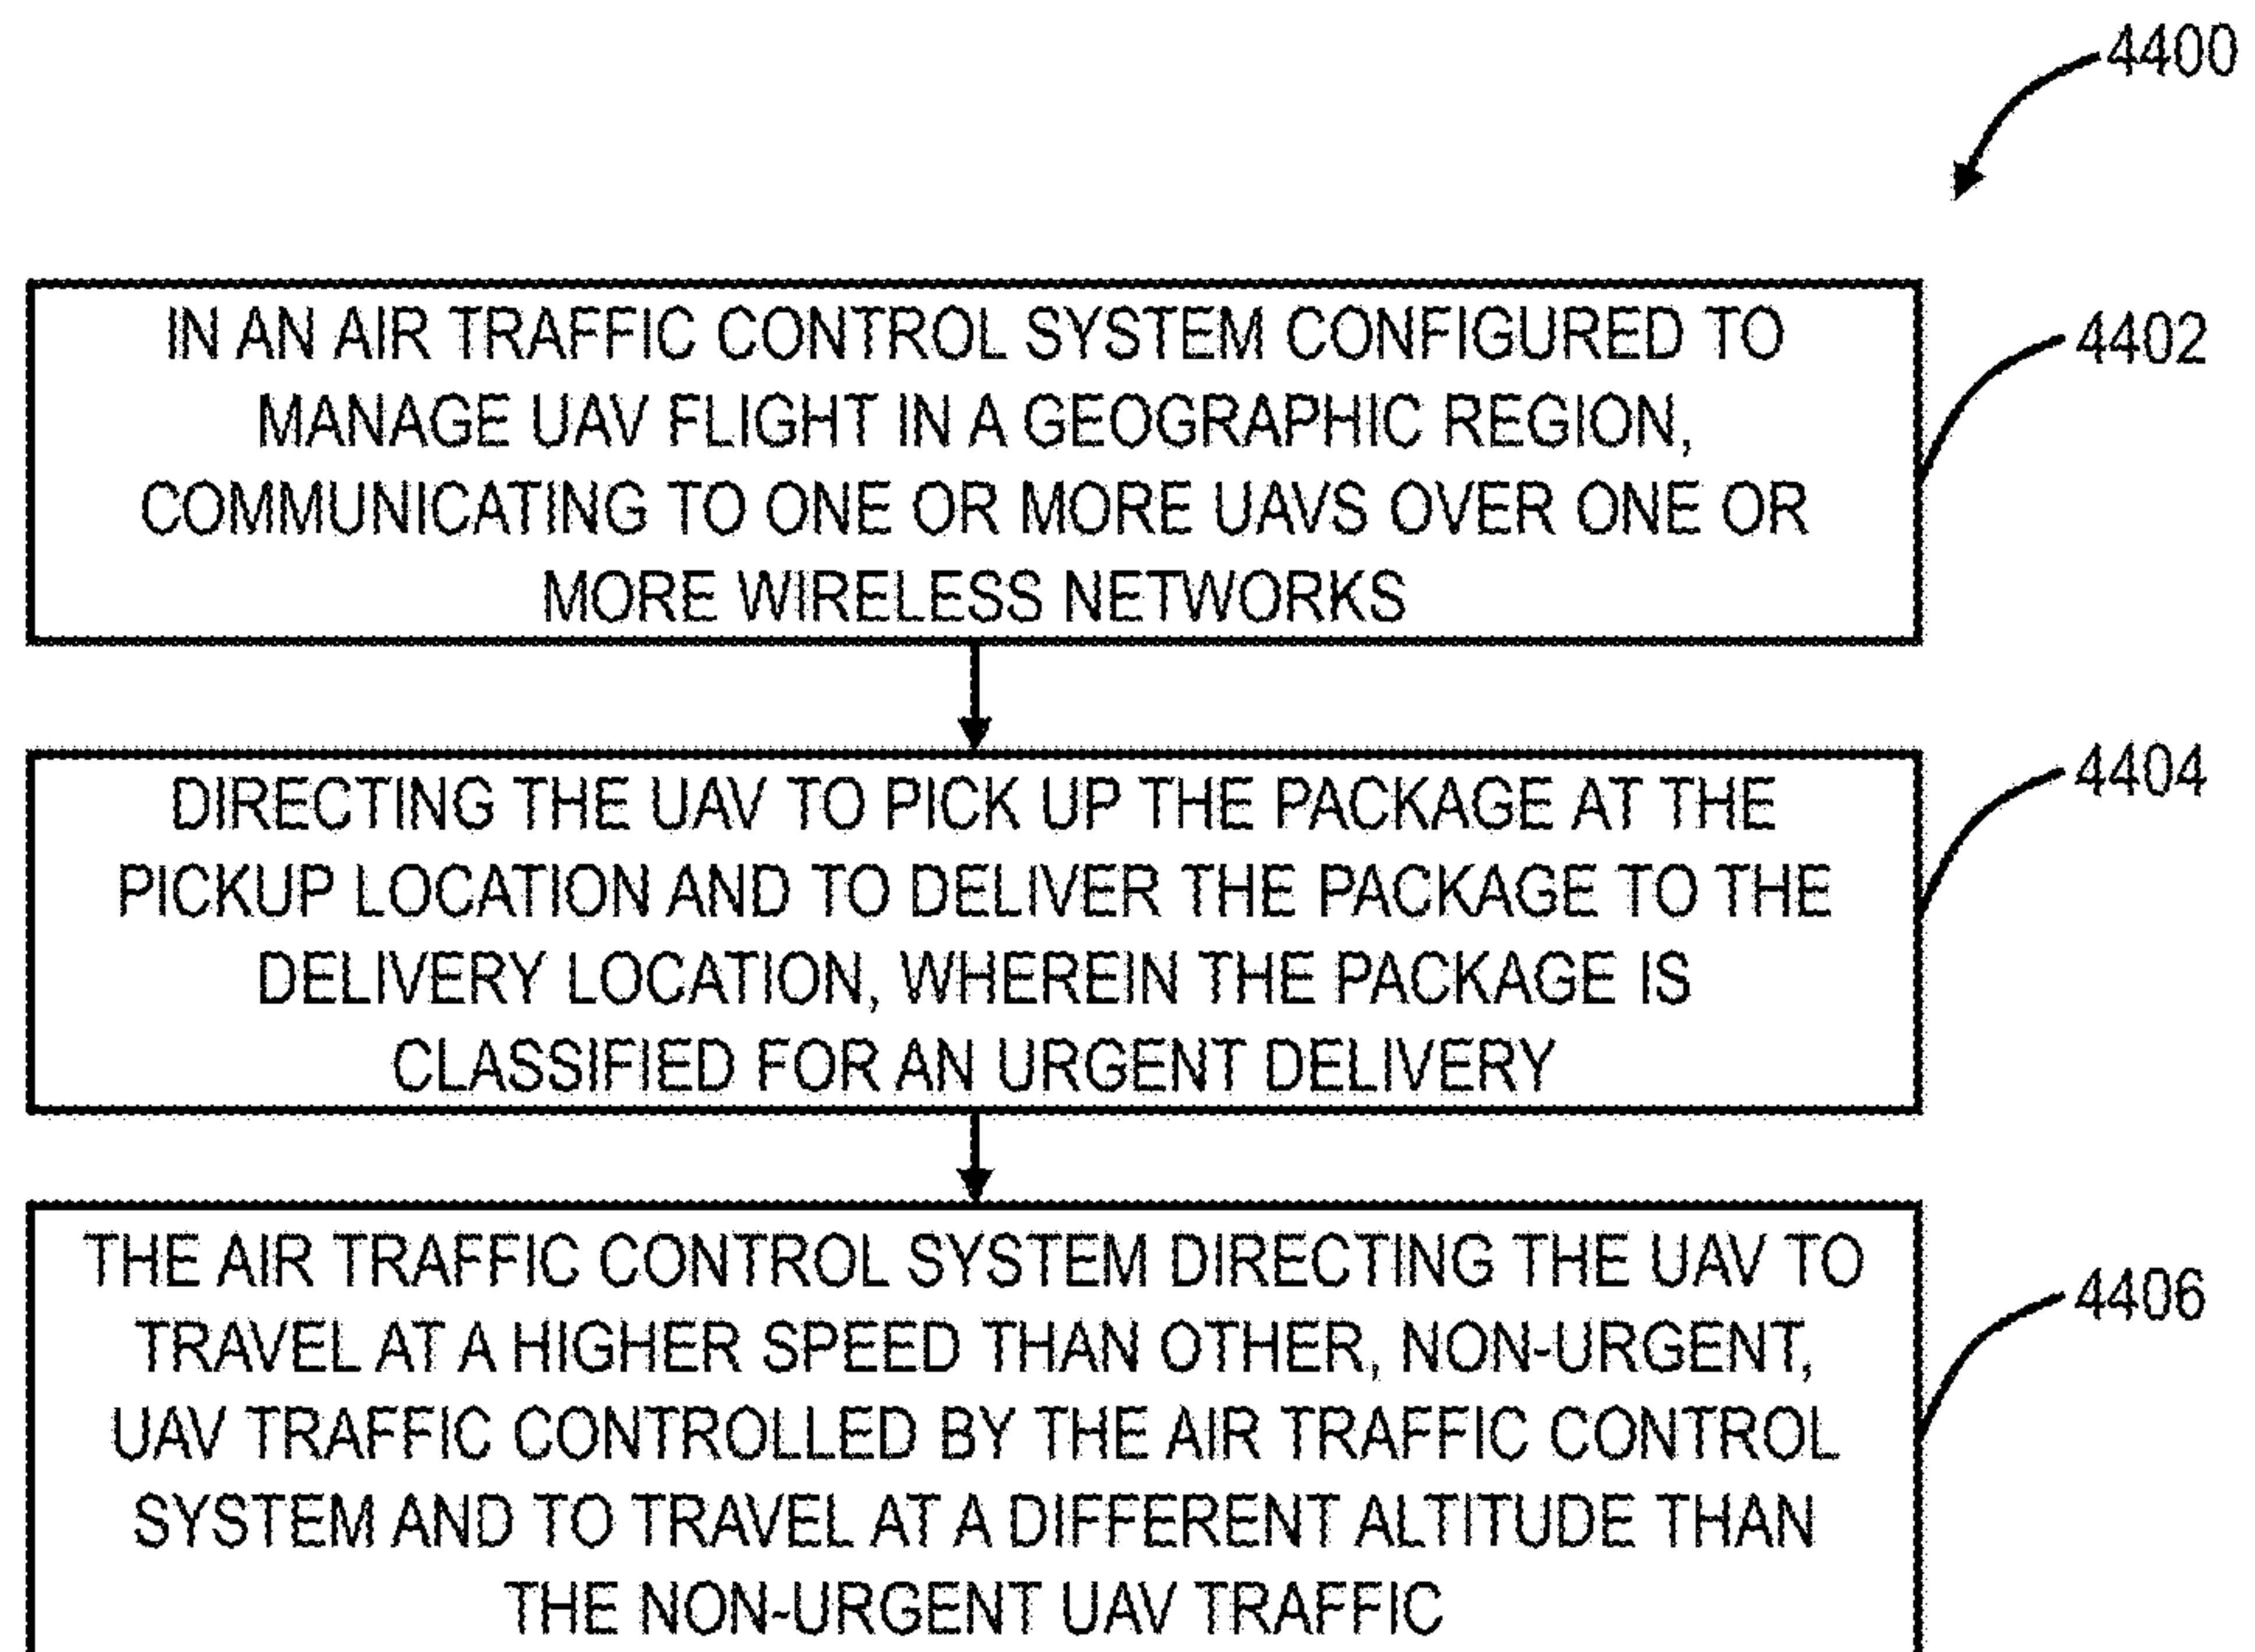 4400
IN AN AIR TRAFFIC CONTROL SYSTEM CONFIGURED TO
4402
MANAGE UAV FLIGHT IN A GEOGRAPHIC REGION,
COMMUNICATING TO ONE OR MORE UAVS OVER ONE OR
MORE WIRELESS NETWORKS
DIRECTING THE UAV TO PICK UP THE PACKAGE AT THE
4404
PICKUP LOCATION AND TO DELIVER THE PACKAGE TO THE
DELIVERY LOCATION, WHEREIN THE PACKAGE IS
CLASSIFIED FOR AN URGENT DELIVERY
THE AIR TRAFFIC CONTROL SYSTEM DIRECTING THE UAV TO
4406
TRAVEL AT A HIGHER SPEED THAN OTHER, NON-URGENT,
UAV TRAFFIC CONTROLLED BY THE AIR TRAFFIC CONTROL
SYSTEM AND TO TRAVEL AT A DIFFERENT ALTITUDE THAN
THE NON-URGENT UAV TRAFFIC